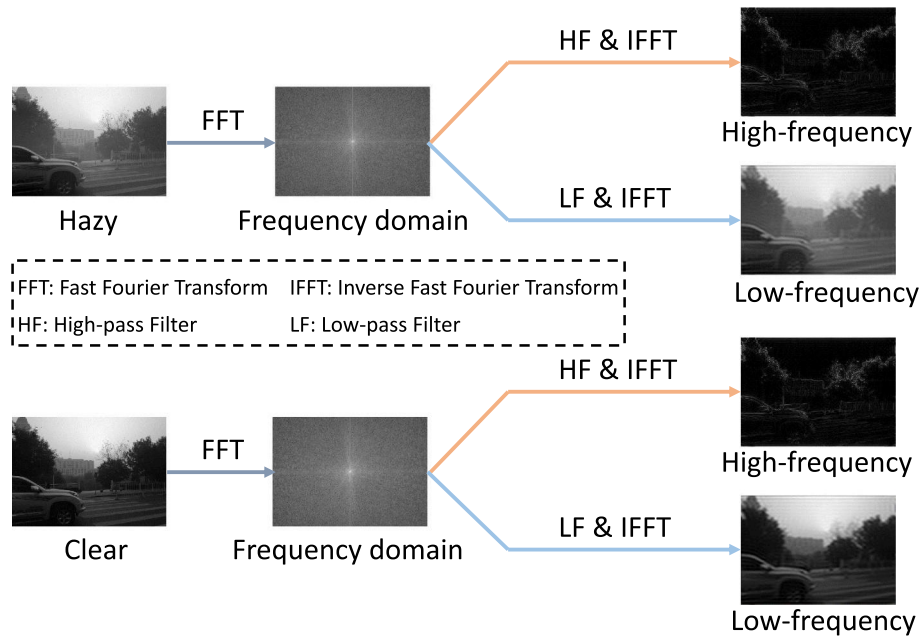 HF & IFFT
High-frequency
FFT
LF & IFFT
Hazy
Frequency domain
Low-frequency
FFT: Fast Fourier Transform IFFT: Inverse Fast Fourier Transform
HF: High-pass Filter LF: Low-pass Filter
HF & IFFT
High-frequency
FFT
LF & IFFT
Clear
Frequency domain
Low-frequency